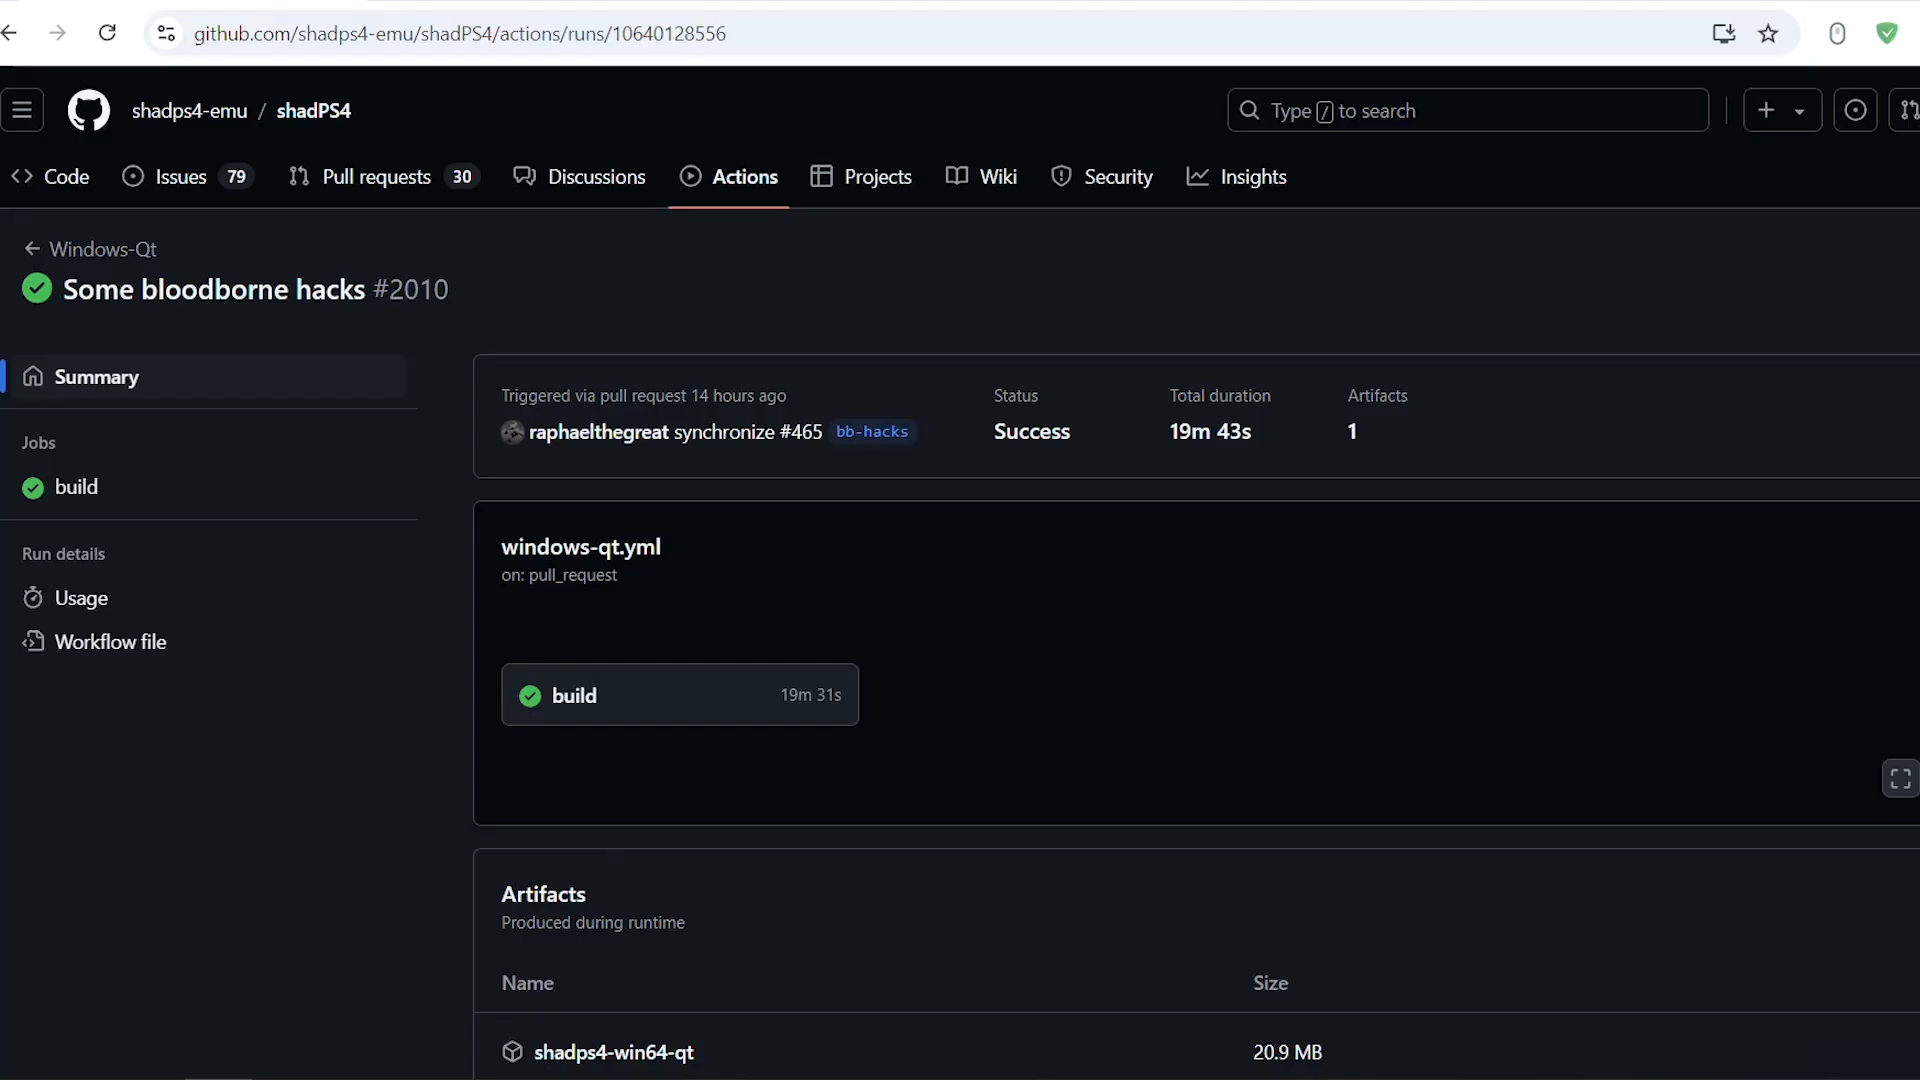 github.com/shadps4-emu/shadPS4/actions/runs/10640128556
shadps4-emu / shadPS4
Type / to search
Code
Issues 79
Pull requests 30
Discussions
Actions
Projects
Wiki
Security
Insights
Windows-Qt
Some bloodborne hacks #2010
Summary
Jobs
build
Run details
Usage
Workflow file
Triggered via pull request 14 hours ago
raphaelthegreat synchronize #465 bb-hacks
Status
Success
Total duration
19m 43s
Artifacts
1
windows-qt.yml
on: pull_request
build 19m 31s
Artifacts
Produced during runtime
Name Size
shadps4-win64-qt 20.9 MB